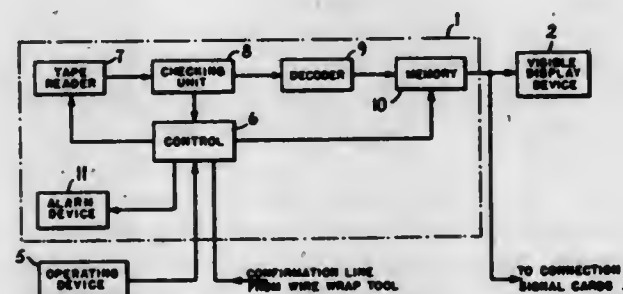 1
2
7
8
9
TAPE
READER
CHECKING
UNIT
DECODER
MEMORY
VISIBLE
DISPLAY
DEVICE
10
6
CONTROL
11
ALARM
DEVICE
5
OPERATING
DEVICE
CONFIRMATION LINE
FROM WIRE WRAP TOOL
TO CONNECTION
SIGNAL CARDS